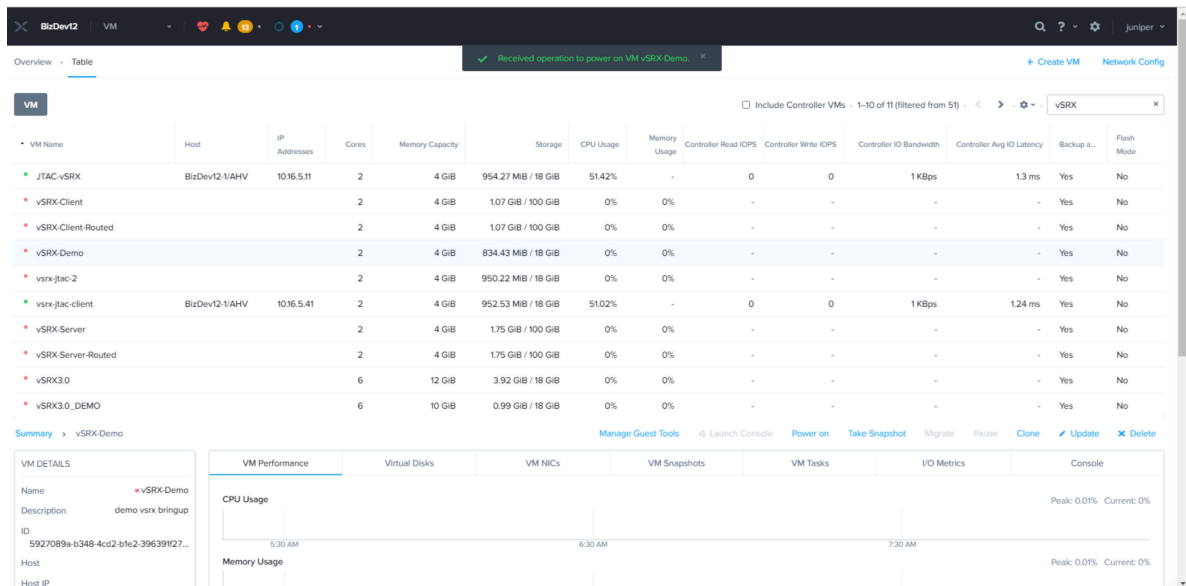 BizDev12 VM 13 1 ? juniper
Received operation to power on VM vSRX-Demo. ×
Overview · Table + Create VM Network Config
VM Include Controller VMs · 1–10 of 11 (filtered from 51) · < > · vSRX ×
VM Name Host IP Addresses Cores Memory Capacity Storage CPU Usage Memory Usage Controller Read IOPS Controller Write IOPS Controller IO Bandwidth Controller Avg IO Latency Backup a... Flash Mode
JTAC-vSRX BizDev12-1/AHV 10.16.5.11 2 4 GiB 954.27 MiB / 18 GiB 51.42% - 0 0 1 KBps 1.3 ms Yes No
vSRX-Client 2 4 GiB 1.07 GiB / 100 GiB 0% 0% - - - - Yes No
vSRX-Client-Routed 2 4 GiB 1.07 GiB / 100 GiB 0% 0% - - - - Yes No
vSRX-Demo 2 4 GiB 834.43 MiB / 18 GiB 0% 0% - - - - Yes No
vsrx-jtac-2 2 4 GiB 950.22 MiB / 18 GiB 0% 0% - - - - Yes No
vsrx-jtac-client BizDev12-1/AHV 10.16.5.41 2 4 GiB 952.53 MiB / 18 GiB 51.02% - 0 0 1 KBps 1.24 ms Yes No
vSRX-Server 2 4 GiB 1.75 GiB / 100 GiB 0% 0% - - - - Yes No
vSRX-Server-Routed 2 4 GiB 1.75 GiB / 100 GiB 0% 0% - - - - Yes No
vSRX3.0 6 12 GiB 3.92 GiB / 18 GiB 0% 0% - - - - Yes No
vSRX3.0_DEMO 6 10 GiB 0.99 GiB / 18 GiB 0% 0% - - - - Yes No
Summary > vSRX-Demo Manage Guest Tools Launch Console Power on Take Snapshot Migrate Pause Clone Update × Delete
VM DETAILS VM Performance Virtual Disks VM NICs VM Snapshots VM Tasks I/O Metrics Console
Name vSRX-Demo
CPU Usage Peak: 0.01% Current: 0%
Description demo vsrx bringup
ID
5927089a-b348-4cd2-b1e2-396391f27...
5:30 AM 6:30 AM 7:30 AM
Host
Memory Usage Peak: 0.01% Current: 0%
Host IP